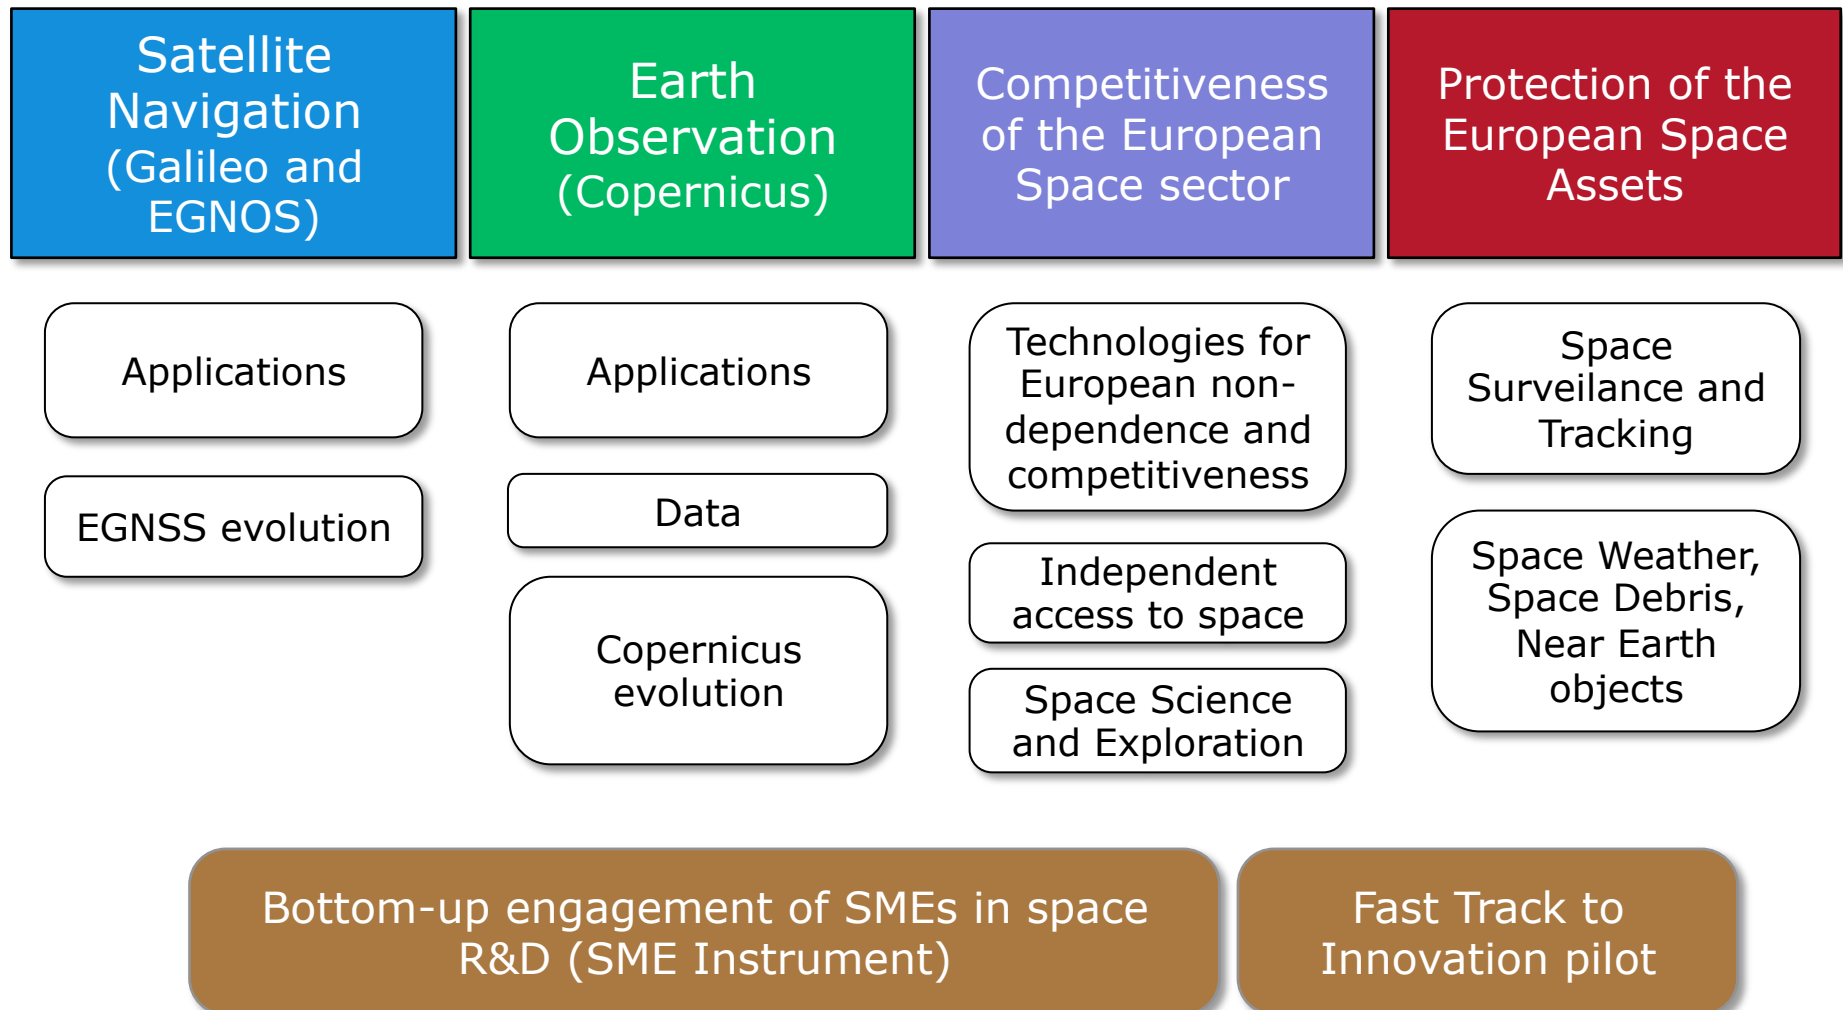 Satellite
Navigation
(Galileo and
EGNOS)
Earth
Observation
(Copernicus)
Competitiveness
of the European
Space sector
Protection of the
European Space
Assets
Applications
EGNSS evolution
Applications
Data
Copernicus
evolution
Technologies for
European non-
dependence and
competitiveness
Independent
access to space
Space Science
and Exploration
Space
Surveilance and
Tracking
Space Weather,
Space Debris,
Near Earth
objects
Bottom-up engagement of SMEs in space
R&D (SME Instrument)
Fast Track to
Innovation pilot